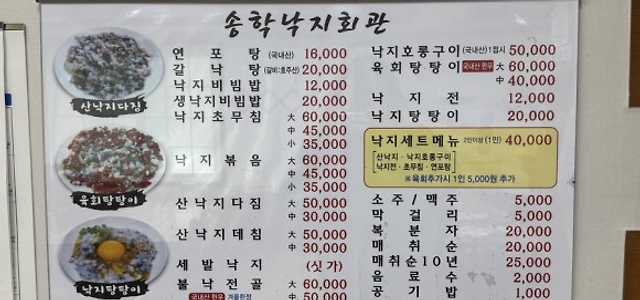 송학낙지회관
연포탕 (국내산) 16,000
갈낙탕 (갈비:호주산) 20,000
낙지비빔밥 12,000
생낙지비빔밥 20,000
낙지초무침 大 60,000
中 45,000
小 35,000
낙지볶음 大 60,000
中 45,000
小 35,000
산낙지다짐 大 50,000
中 30,000
산낙지데침 大 50,000
中 30,000
세발낙지 (싯가)
불낙전골 大 60,000
국내산 한우 겨울한정 中 50,000
산낙지다짐
육회탕탕이
낙지탕탕이
낙지호롱구이 (국내산) 1접시 50,000
육회탕탕이 국내산 한우 大 60,000
中 40,000
낙지전 12,000
낙지탕탕이 20,000
낙지세트메뉴 2인이상 (1인) 40,000
산낙지 · 낙지호롱구이
낙지전 · 초무침 · 연포탕
※육회추가시 1인 5,000원 추가
소주/맥주 5,000
막걸리 5,000
복분자 20,000
매취순 20,000
매취순10년 25,000
음료수 2,000
공기밥 1,000